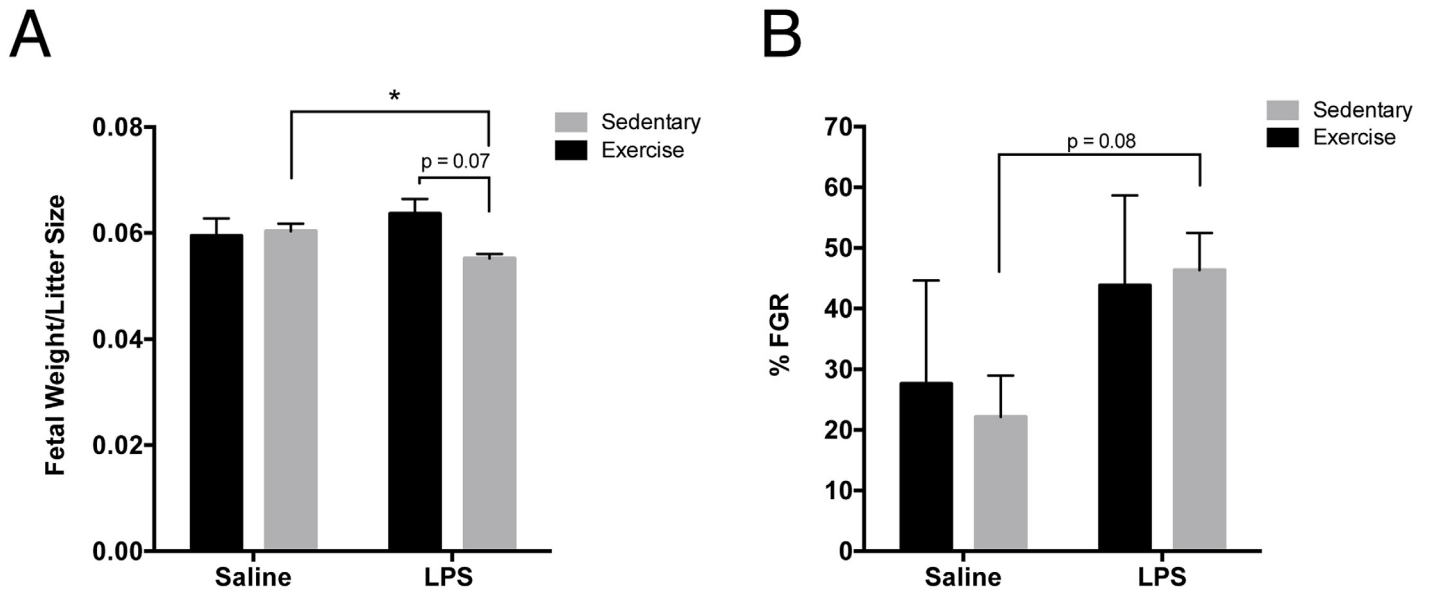 A
*
0.08
p = 0.07
0.06
0.04
0.02
0.00
Fetal Weight/Litter Size
Saline
LPS
Sedentary
Exercise
B
p = 0.08
70
60
50
40
30
20
10
0
% FGR
Saline
LPS
Sedentary
Exercise